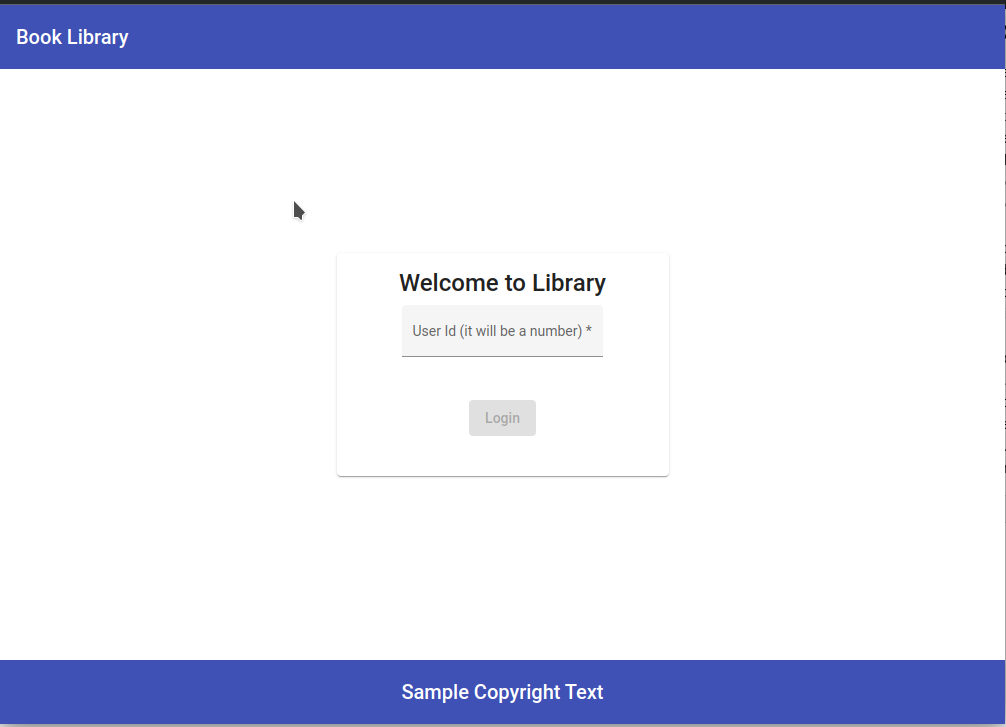 Book Library
Welcome to Library
User Id (it will be a number) *
Login
Sample Copyright Text